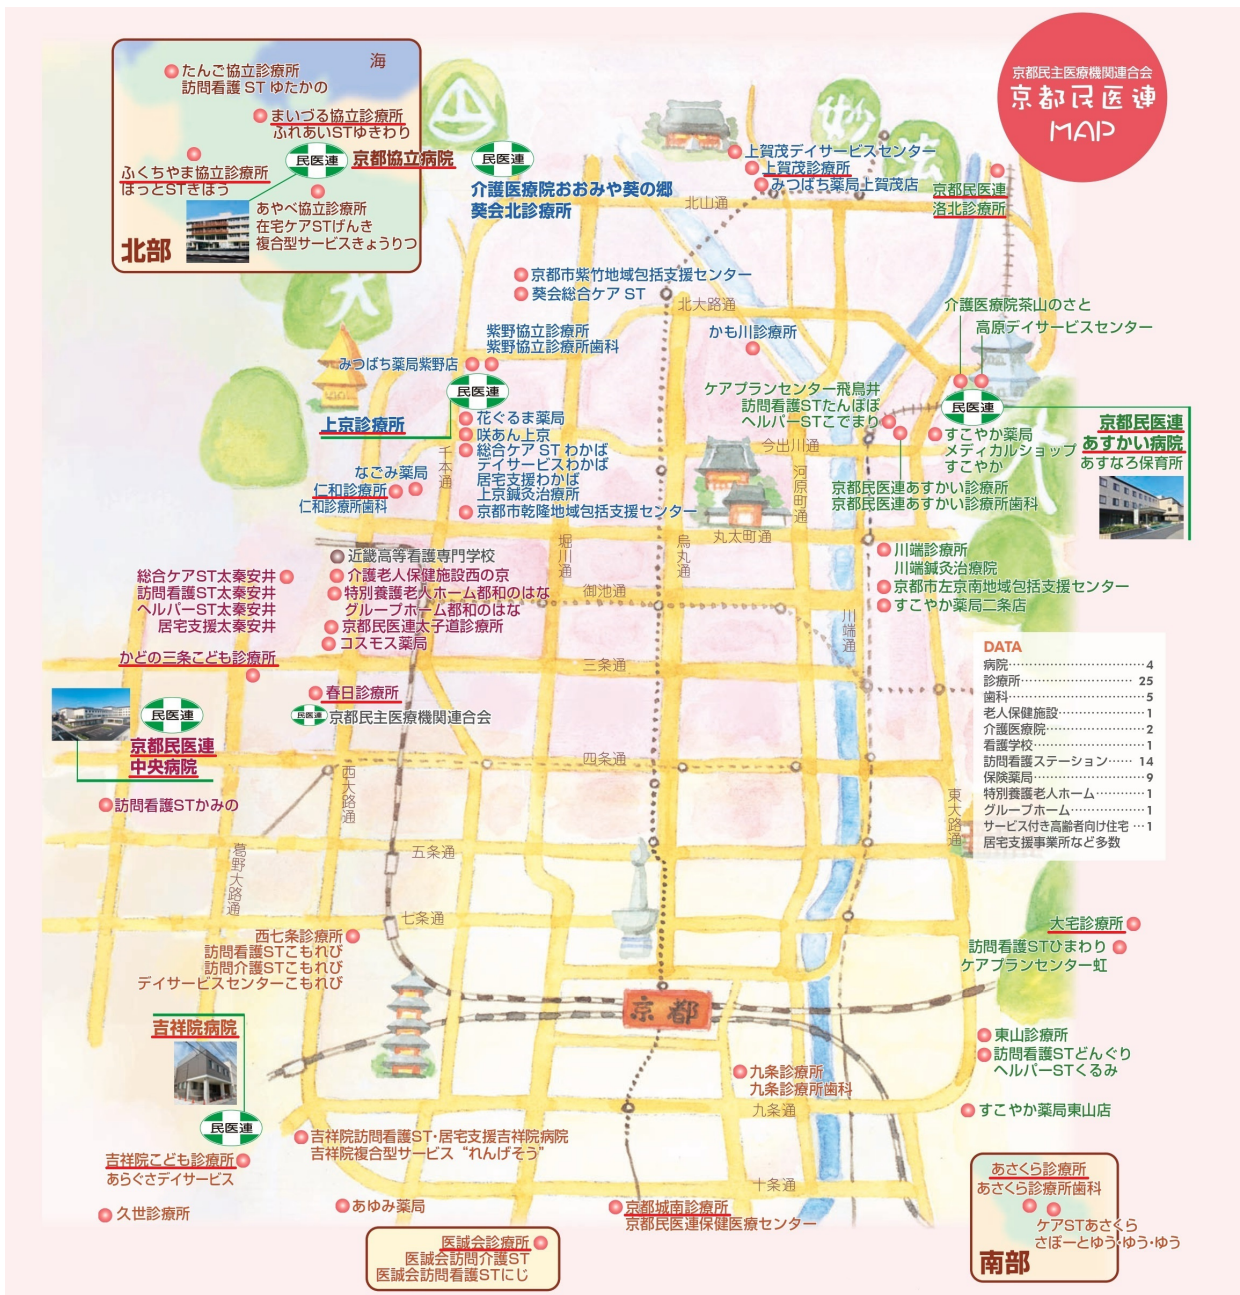 京都民主医療機関連合会
京都民医連
MAP
海
たんご協立診療所
訪問看護STゆたかの
まいづる協立診療所
ふれあいSTゆきわり
民医連
京都協立病院
ふくちやま協立診療所
ほっとSTきぼう
あやべ協立診療所
在宅ケアSTげんき
複合型サービスきょうりつ
北部
民医連
介護医療院おおみや葵の郷
葵会北診療所
妙
法
上賀茂デイサービスセンター
上賀茂診療所
みつばち薬局上賀茂店
北山通
京都民医連
洛北診療所
京都市紫竹地域包括支援センター
葵会総合ケアST
北大路通
大
紫野協立診療所
紫野協立診療所歯科
みつばち薬局紫野店
民医連
上京診療所
かも川診療所
介護医療院茶山のさと
高原デイサービスセンター
ケアプランセンター飛鳥井
訪問看護STたんぽぽ
ヘルパーSTこでまり
民医連
京都民医連
あすかい病院
あすなろ保育所
花ぐるま薬局
咲あん上京
総合ケアSTわかば
デイサービスわかば
居宅支援わかば
上京鍼灸治療所
京都市乾隆地域包括支援センター
千本通
なごみ薬局
仁和診療所
仁和診療所歯科
今出川通
河原町通
すこやか薬局
メディカルショップ
すこやか
京都民医連あすかい診療所
京都民医連あすかい診療所歯科
丸太町通
堀川通
烏丸通
川端診療所
川端鍼灸治療院
京都市左京南地域包括支援センター
すこやか薬局二条店
近畿高等看護専門学校
介護老人保健施設西の京
特別養護老人ホーム都和のはな
グループホーム都和のはな
京都民医連太子道診療所
コスモス薬局
総合ケアST太秦安井
訪問看護ST太秦安井
ヘルパーST太秦安井
居宅支援太秦安井
御池通
川端通
かどの三条こども診療所
三条通
春日診療所
民医連
京都民主医療機関連合会
民医連
京都民医連
中央病院
訪問看護STかみの
四条通
西大路通
東大路通
DATA
病院…4
診療所…25
歯科…5
老人保健施設…1
介護医療院…2
看護学校…1
訪問看護ステーション…14
保険薬局…9
特別養護老人ホーム…1
グループホーム…1
サービス付き高齢者向け住宅…1
居宅支援事業所など多数
五条通
葛野大路通
七条通
西七条診療所
訪問看護STこもれび
訪問介護STこもれび
デイサービスセンターこもれび
大宅診療所
訪問看護STひまわり
ケアプランセンター虹
京都
吉祥院病院
民医連
東山診療所
訪問看護STどんぐり
ヘルパーSTくるみ
九条診療所
九条診療所歯科
九条通
すこやか薬局東山店
吉祥院訪問看護ST・居宅支援吉祥院病院
吉祥院複合型サービス“れんげそう”
吉祥院こども診療所
あらぐさデイサービス
久世診療所
あゆみ薬局
十条通
京都城南診療所
京都民医連保健医療センター
医誠会診療所
医誠会訪問介護ST
医誠会訪問看護STにじ
あさくら診療所
あさくら診療所歯科
ケアSTあさくら
さぽーとゆう・ゆう・ゆう
南部